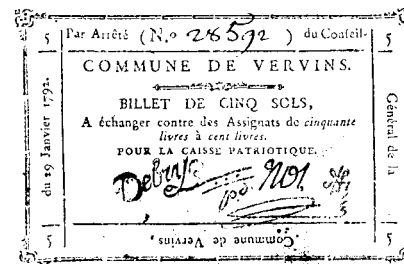 5 Par Arrêté (N.º 28592) du Conseil- 5
Général de la
5 Commune de Vervins, 5
du 29 Janvier 1792.
COMMUNE DE VERVINS.
BILLET DE CINQ SOLS,
A échanger contre des Assignats de cinquante
livres à cent livres.
POUR LA CAISSE PATRIOTIQUE.